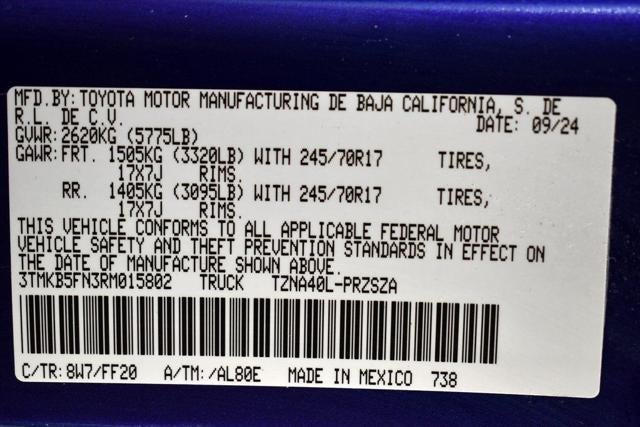 MFD.BY:TOYOTA MOTOR MANUFACTURING DE BAJA CALIFORNIA, S. DE
R.L. DE C.V. DATE: 09/24
GVWR:2620KG (5775LB)
GAWR:FRT. 1505KG (3320LB) WITH 245/70R17 TIRES,
17X7J RIMS.
RR. 1405KG (3095LB) WITH 245/70R17 TIRES,
17X7J RIMS.
THIS VEHICLE CONFORMS TO ALL APPLICABLE FEDERAL MOTOR
VEHICLE SAFETY AND THEFT PREVENTION STANDARDS IN EFFECT ON
THE DATE OF MANUFACTURE SHOWN ABOVE.
3TMKB5FN3RM015802 TRUCK TZNA40L-PRZSZA
C/TR:8W7/FF20 A/TM:/AL80E MADE IN MEXICO 738